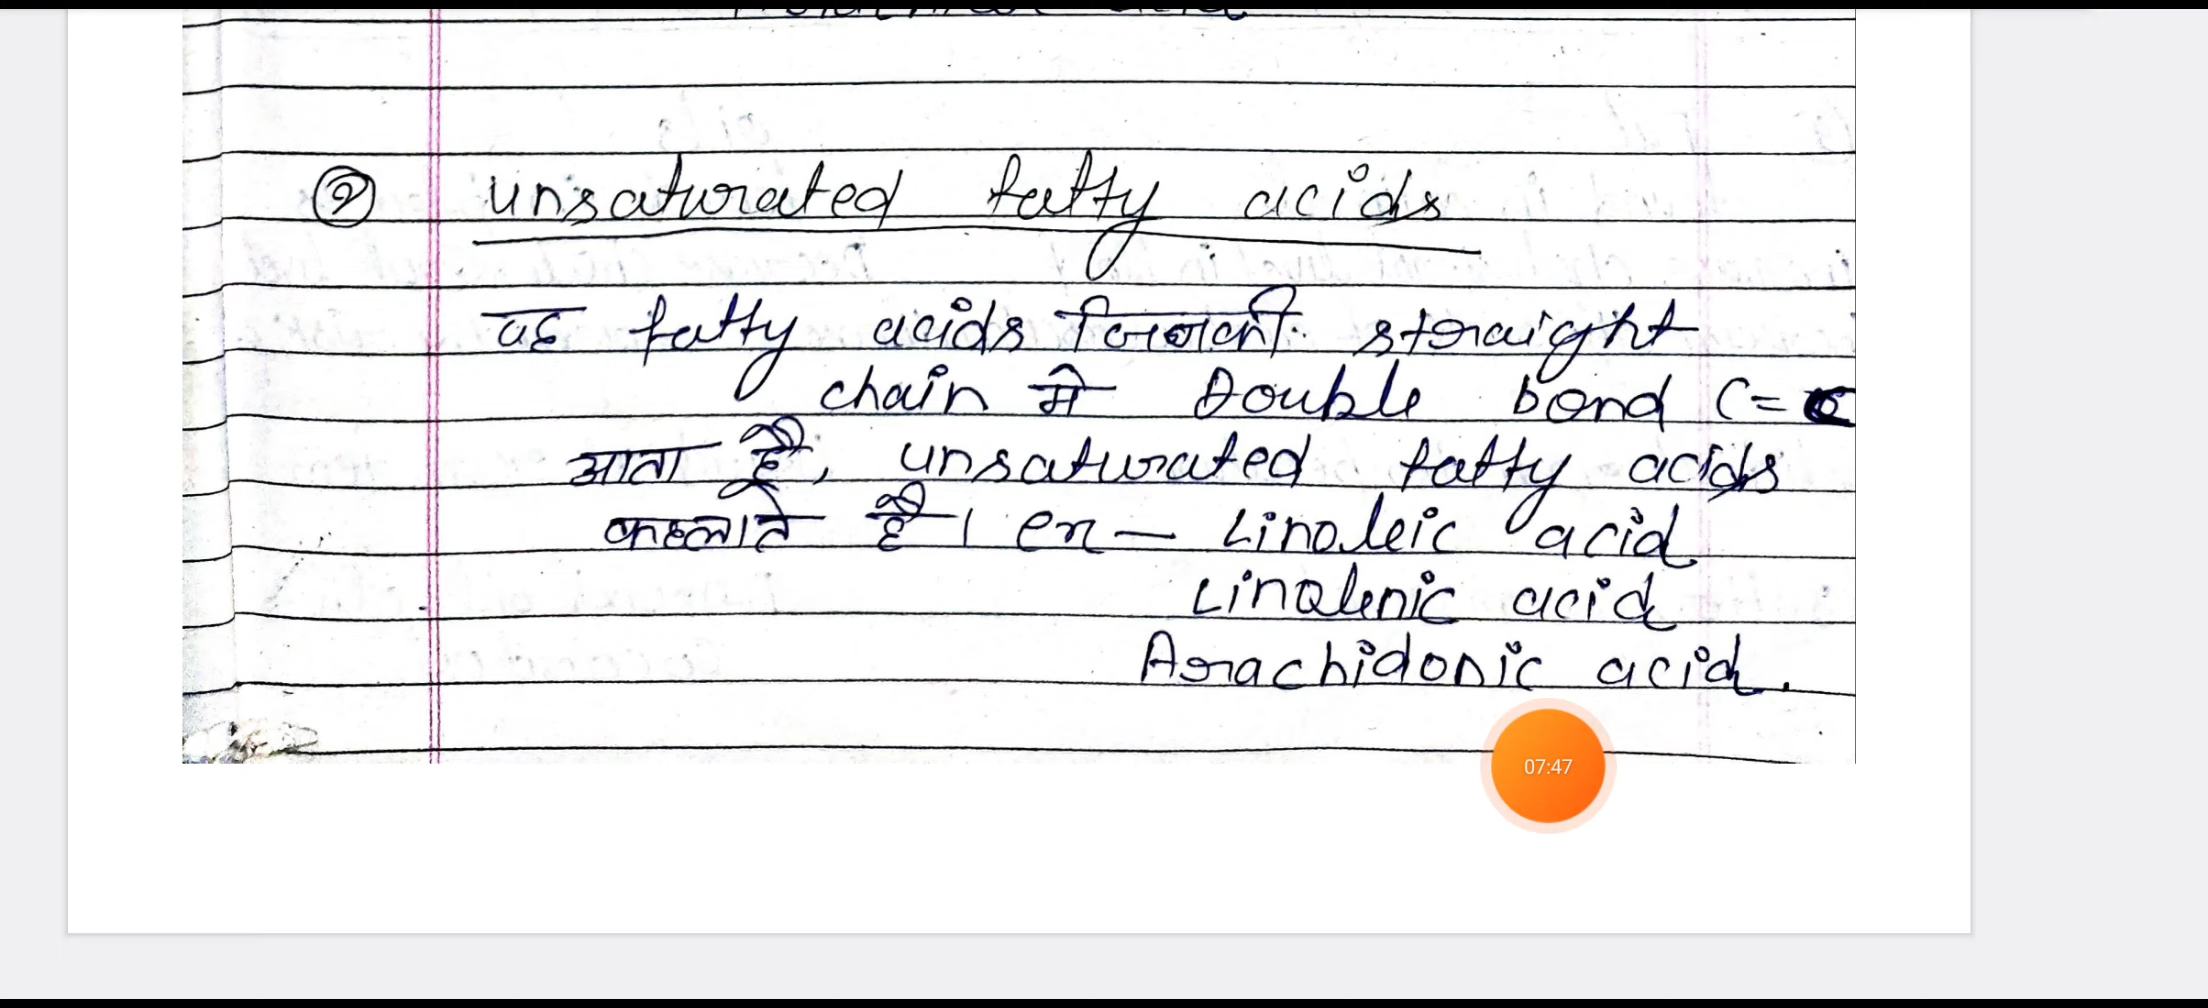 ② unsaturated fatty acids
वह fatty acids जिनकी straight
chain मे Double bond C=C
आता है, unsaturated fatty acids
कहलाते है। ex— Linoleic acid
Linolenic acid
Arachidonic acid.
07:47